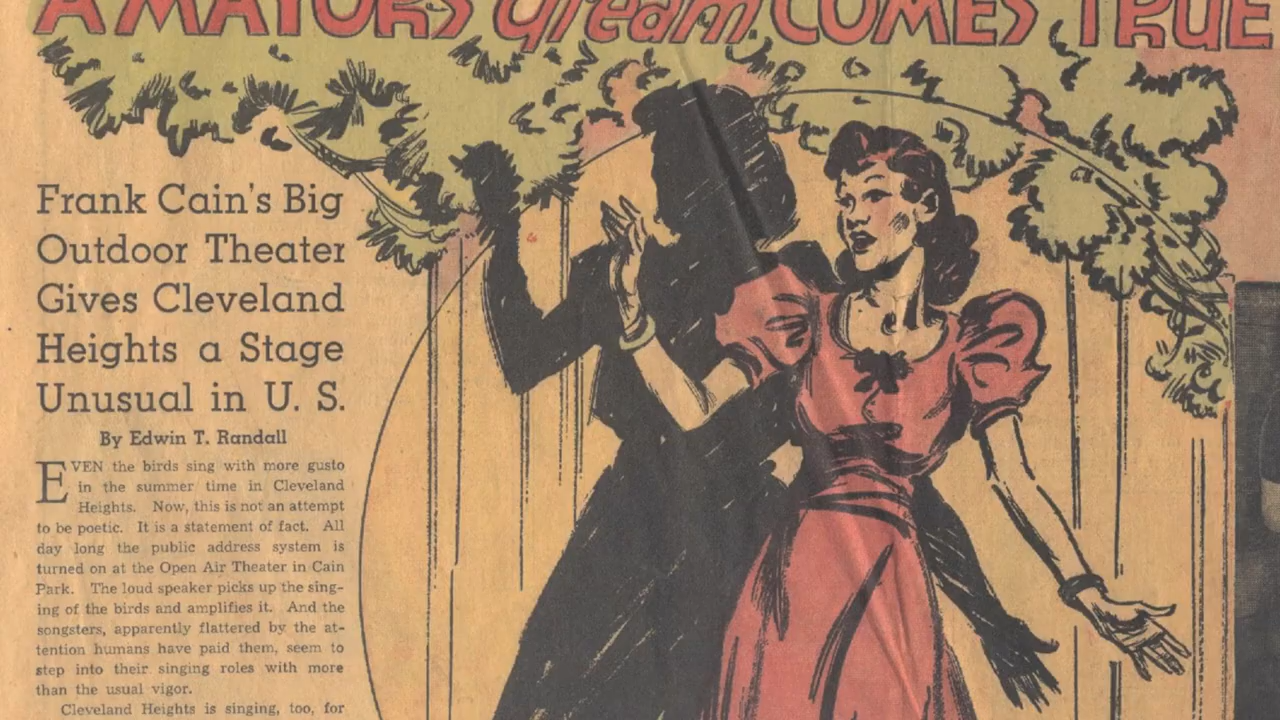 A MAYOR'S dream COMES TRUE
Frank Cain's Big
Outdoor Theater
Gives Cleveland
Heights a Stage
Unusual in U. S.
By Edwin T. Randall
EVEN the birds sing with more gusto
in the summer time in Cleveland
Heights. Now, this is not an attempt
to be poetic. It is a statement of fact. All
day long the public address system is
turned on at the Open Air Theater in Cain
Park. The loud speaker picks up the sing-
ing of the birds and amplifies it. And the
songsters, apparently flattered by the at-
tention humans have paid them, seem to
step into their singing roles with more
than the usual vigor.
Cleveland Heights is singing, too, for